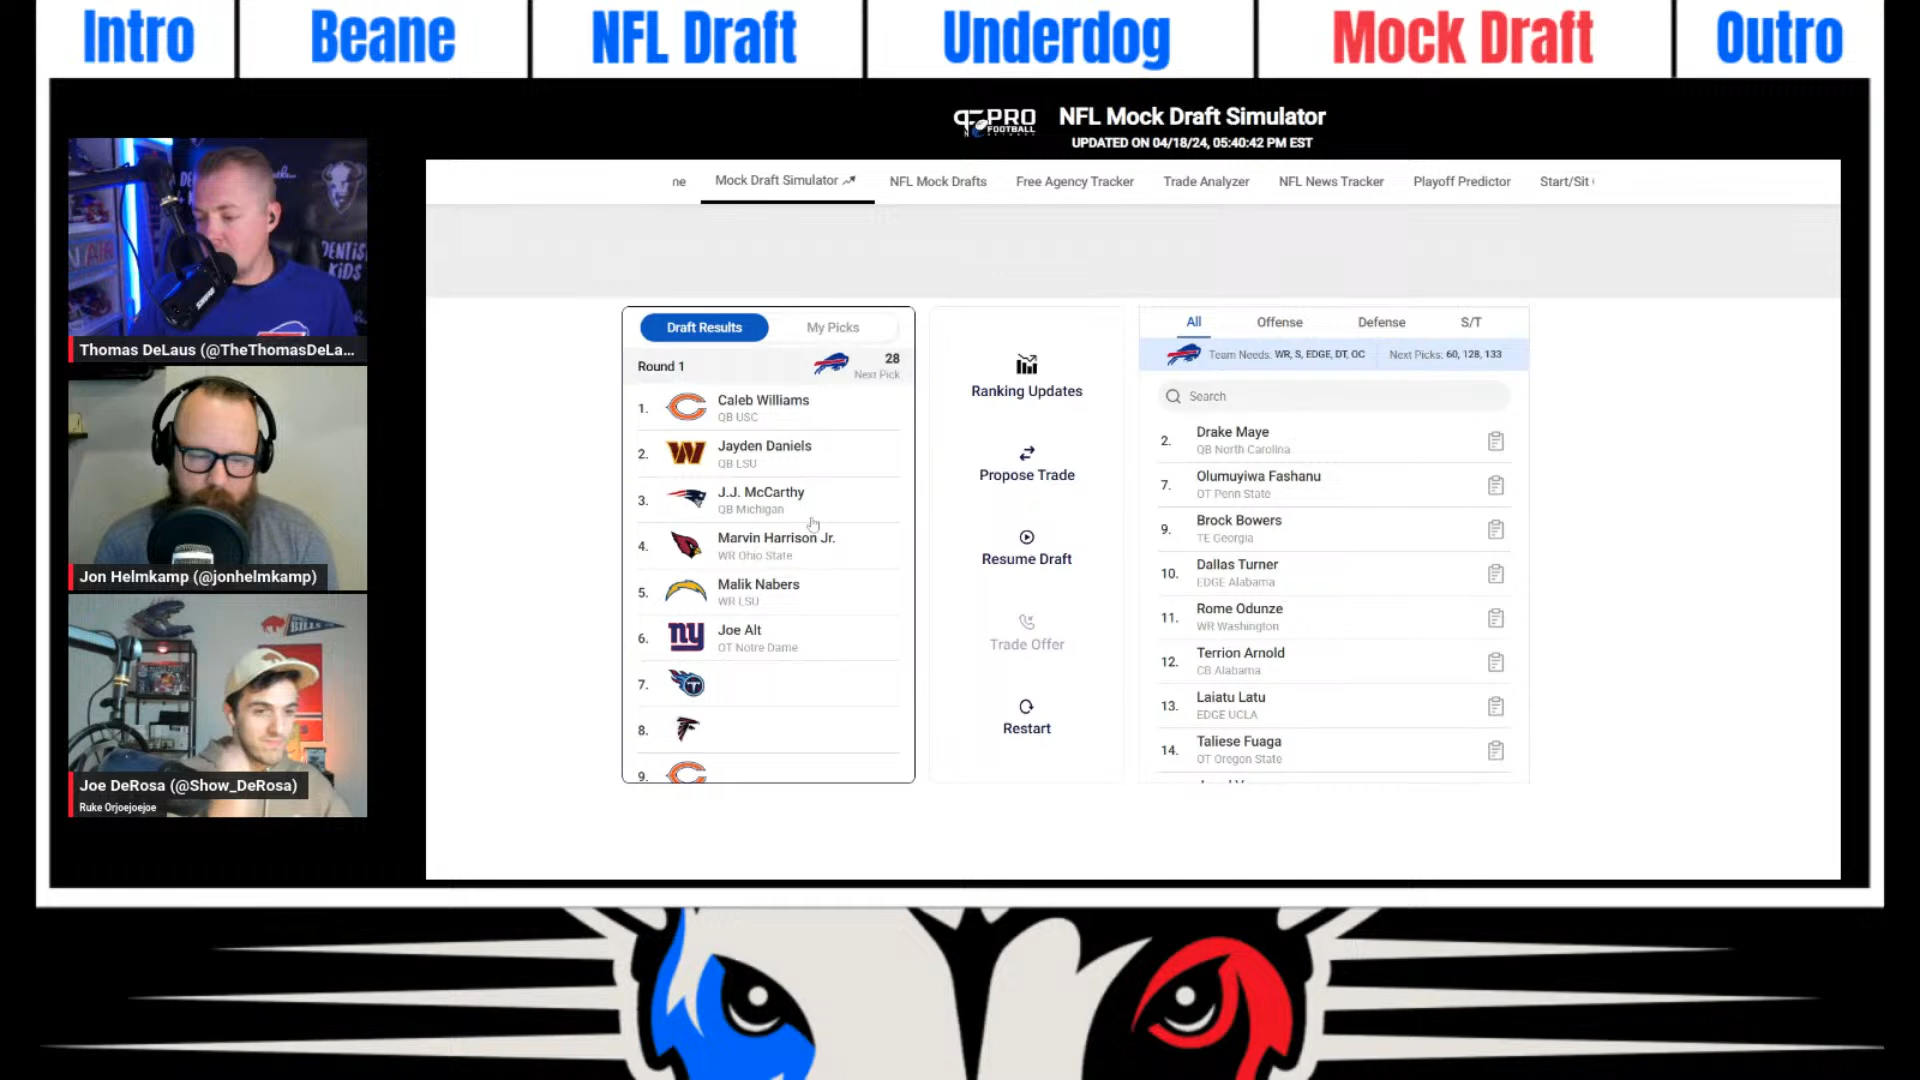 Intro
Beane
NFL Draft
Underdog
Mock Draft
Outro
PRO
FOOTBALL
NETWORK
NFL Mock Draft Simulator
UPDATED ON 04/18/24, 05:40:42 PM EST
ne
Mock Draft Simulator
NFL Mock Drafts
Free Agency Tracker
Trade Analyzer
NFL News Tracker
Playoff Predictor
Start/Sit
Thomas DeLaus (@TheThomasDeLa...
Jon Helmkamp (@jonhelmkamp)
BILLS
Joe DeRosa (@Show_DeRosa)
Ruke Orjoejoejoe
DENTIST
KIDS
SHURE
Draft Results
My Picks
Round 1
28
Next Pick
1. Caleb Williams
QB USC
2. Jayden Daniels
QB LSU
3. J.J. McCarthy
QB Michigan
4. Marvin Harrison Jr.
WR Ohio State
5. Malik Nabers
WR LSU
6. ny Joe Alt
OT Notre Dame
7.
8.
9.
Ranking Updates
Propose Trade
Resume Draft
Trade Offer
Restart
All
Offense
Defense
S/T
Team Needs: WR, S, EDGE, DT, OC
Next Picks: 60, 128, 133
Search
2. Drake Maye
QB North Carolina
7. Olumuyiwa Fashanu
OT Penn State
9. Brock Bowers
TE Georgia
10. Dallas Turner
EDGE Alabama
11. Rome Odunze
WR Washington
12. Terrion Arnold
CB Alabama
13. Laiatu Latu
EDGE UCLA
14. Taliese Fuaga
OT Oregon State